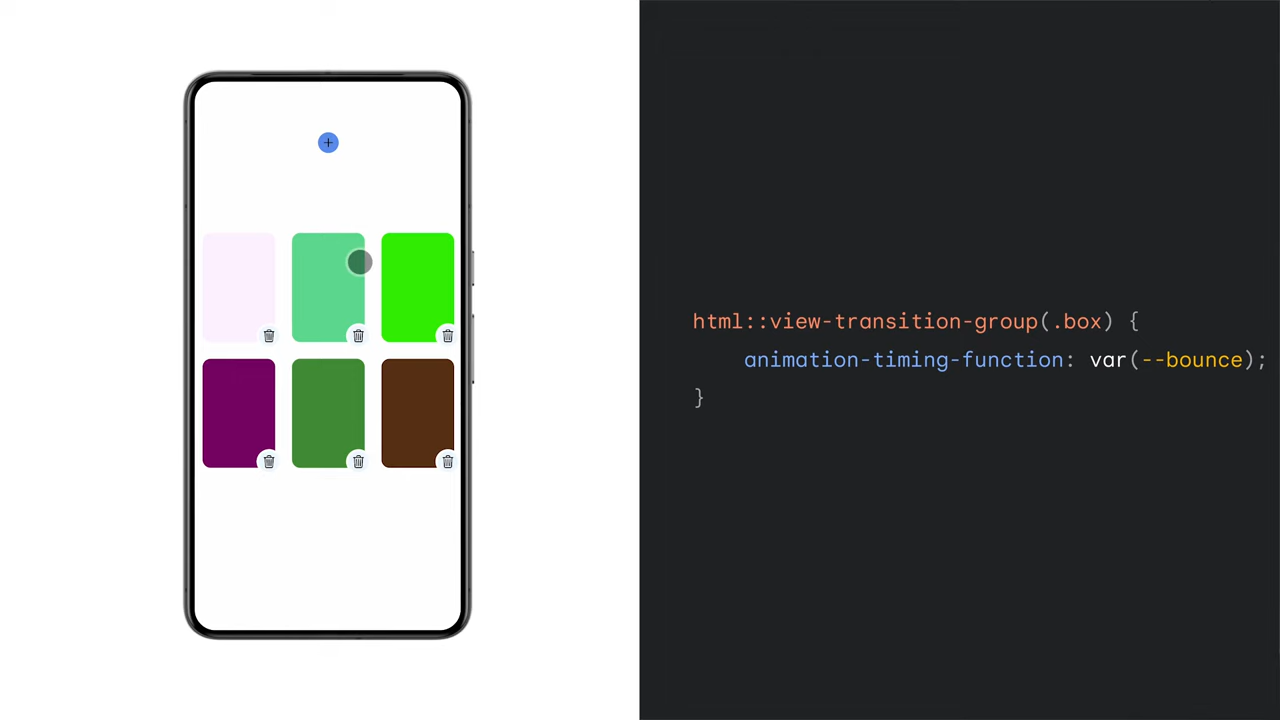 +
html::view-transition-group(.box) {
animation-timing-function: var(--bounce);
}